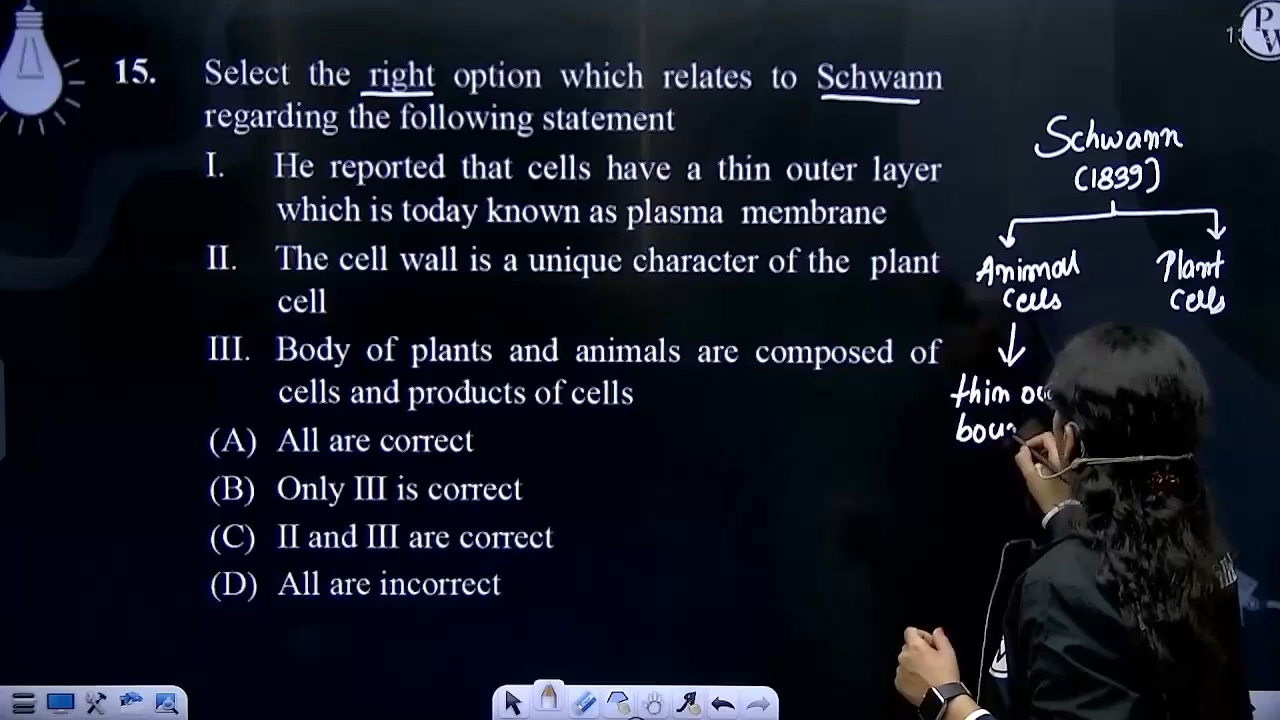 15. Select the right option which relates to Schwann
regarding the following statement
I. He reported that cells have a thin outer layer
which is today known as plasma membrane
II. The cell wall is a unique character of the plant
cell
III. Body of plants and animals are composed of
cells and products of cells
(A) All are correct
(B) Only III is correct
(C) II and III are correct
(D) All are incorrect
Schwann
(1839)
Animal
cells
Plant
cells
thin
PW